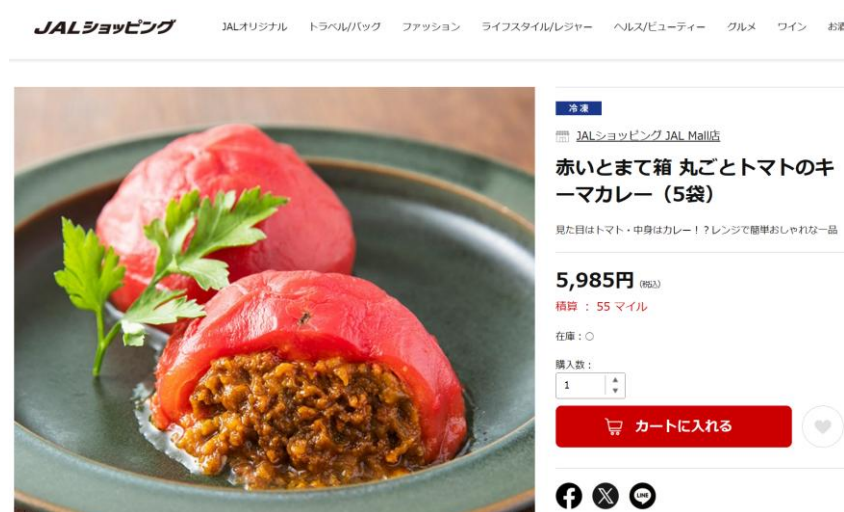 JALショッピング
JALオリジナル トラベル/バッグ ファッション ライフスタイル/レジャー ヘルス/ビューティー グルメ ワイン お酒
冷凍
JALショッピング JAL Mall店
赤いとまて箱 丸ごとトマトのキ
ーマカレー（5袋）
見た目はトマト・中身はカレー！？レンジで簡単おしゃれな一品
5,985円 (税込)
積算 ： 55 マイル
在庫：○
購入数：
1
カートに入れる
LINE